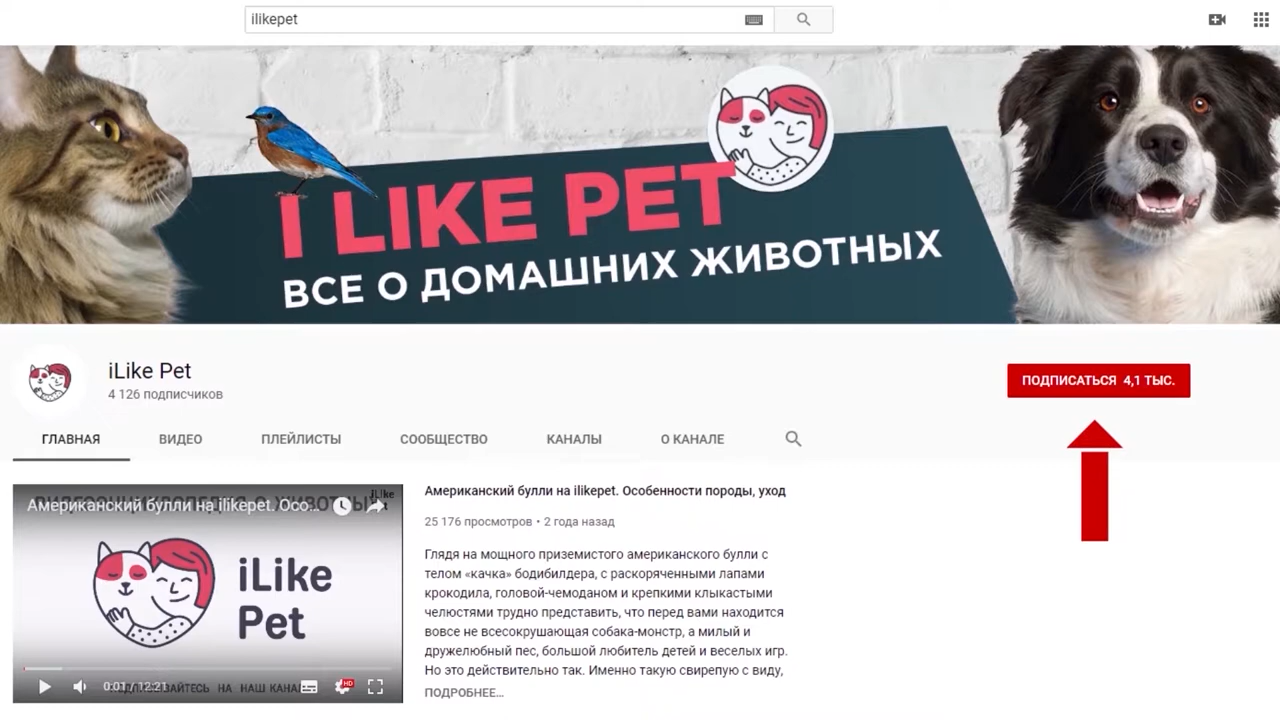 ilikepet
I LIKE PET
ВСЕ О ДОМАШНИХ ЖИВОТНЫХ
iLike Pet
4 126 подписчиков
ПОДПИСАТЬСЯ 4,1 ТЫС.
ГЛАВНАЯ ВИДЕО ПЛЕЙЛИСТЫ СООБЩЕСТВО КАНАЛЫ О КАНАЛЕ
Американский булли на ilikepet. Осо...
iLike
Pet
0:01 / 12:21
НА НАШ
HD
Американский булли на ilikepet. Особенности породы, уход
25 176 просмотров • 2 года назад
Глядя на мощного приземистого американского булли с
телом «качка» бодибилдера, с раскоряченными лапами
крокодила, головой-чемоданом и крепкими клыкастыми
челюстями трудно представить, что перед вами находится
вовсе не всесокрушающая собака-монстр, а милый и
дружелюбный пес, большой любитель детей и веселых игр.
Но это действительно так. Именно такую свирепую с виду,
ПОДРОБНЕЕ...